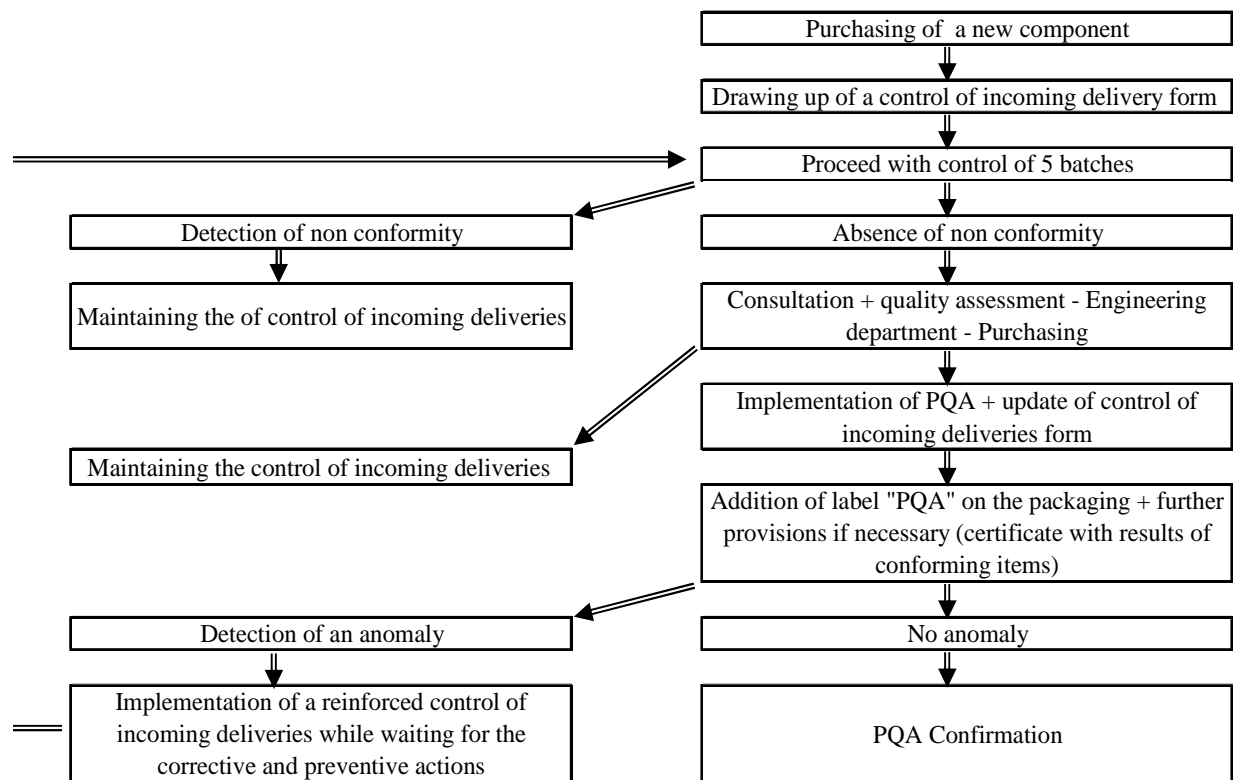 Purchasing of a new component
Drawing up of a control of incoming delivery form
Proceed with control of 5 batches
Detection of non conformity
Absence of non conformity
Maintaining the of control of incoming deliveries
Consultation + quality assessment - Engineering
department - Purchasing
Implementation of PQA + update of control of
incoming deliveries form
Maintaining the control of incoming deliveries
Addition of label "PQA" on the packaging + further
provisions if necessary (certificate with results of
conforming items)
Detection of an anomaly
No anomaly
Implementation of a reinforced control of
incoming deliveries while waiting for the
corrective and preventive actions
PQA Confirmation